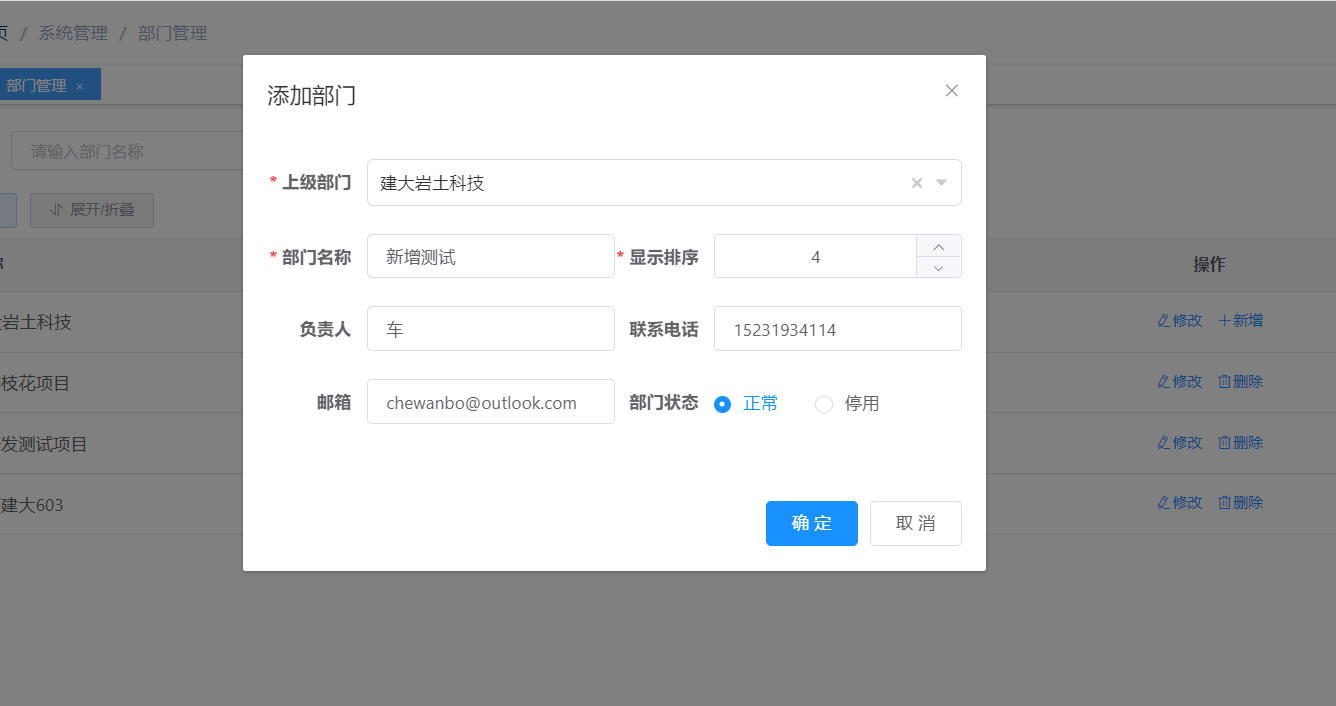 页 / 系统管理 / 部门管理
部门管理 ×
请输入部门名称
展开/折叠
操作
岩土科技 修改 新增
枝花项目 修改 删除
发测试项目 修改 删除
建大603 修改 删除
添加部门
* 上级部门 建大岩土科技
* 部门名称 新增测试 * 显示排序 4
负责人 车 联系电话 15231934114
邮箱 chewanbo@outlook.com 部门状态 正常 停用
确 定 取 消